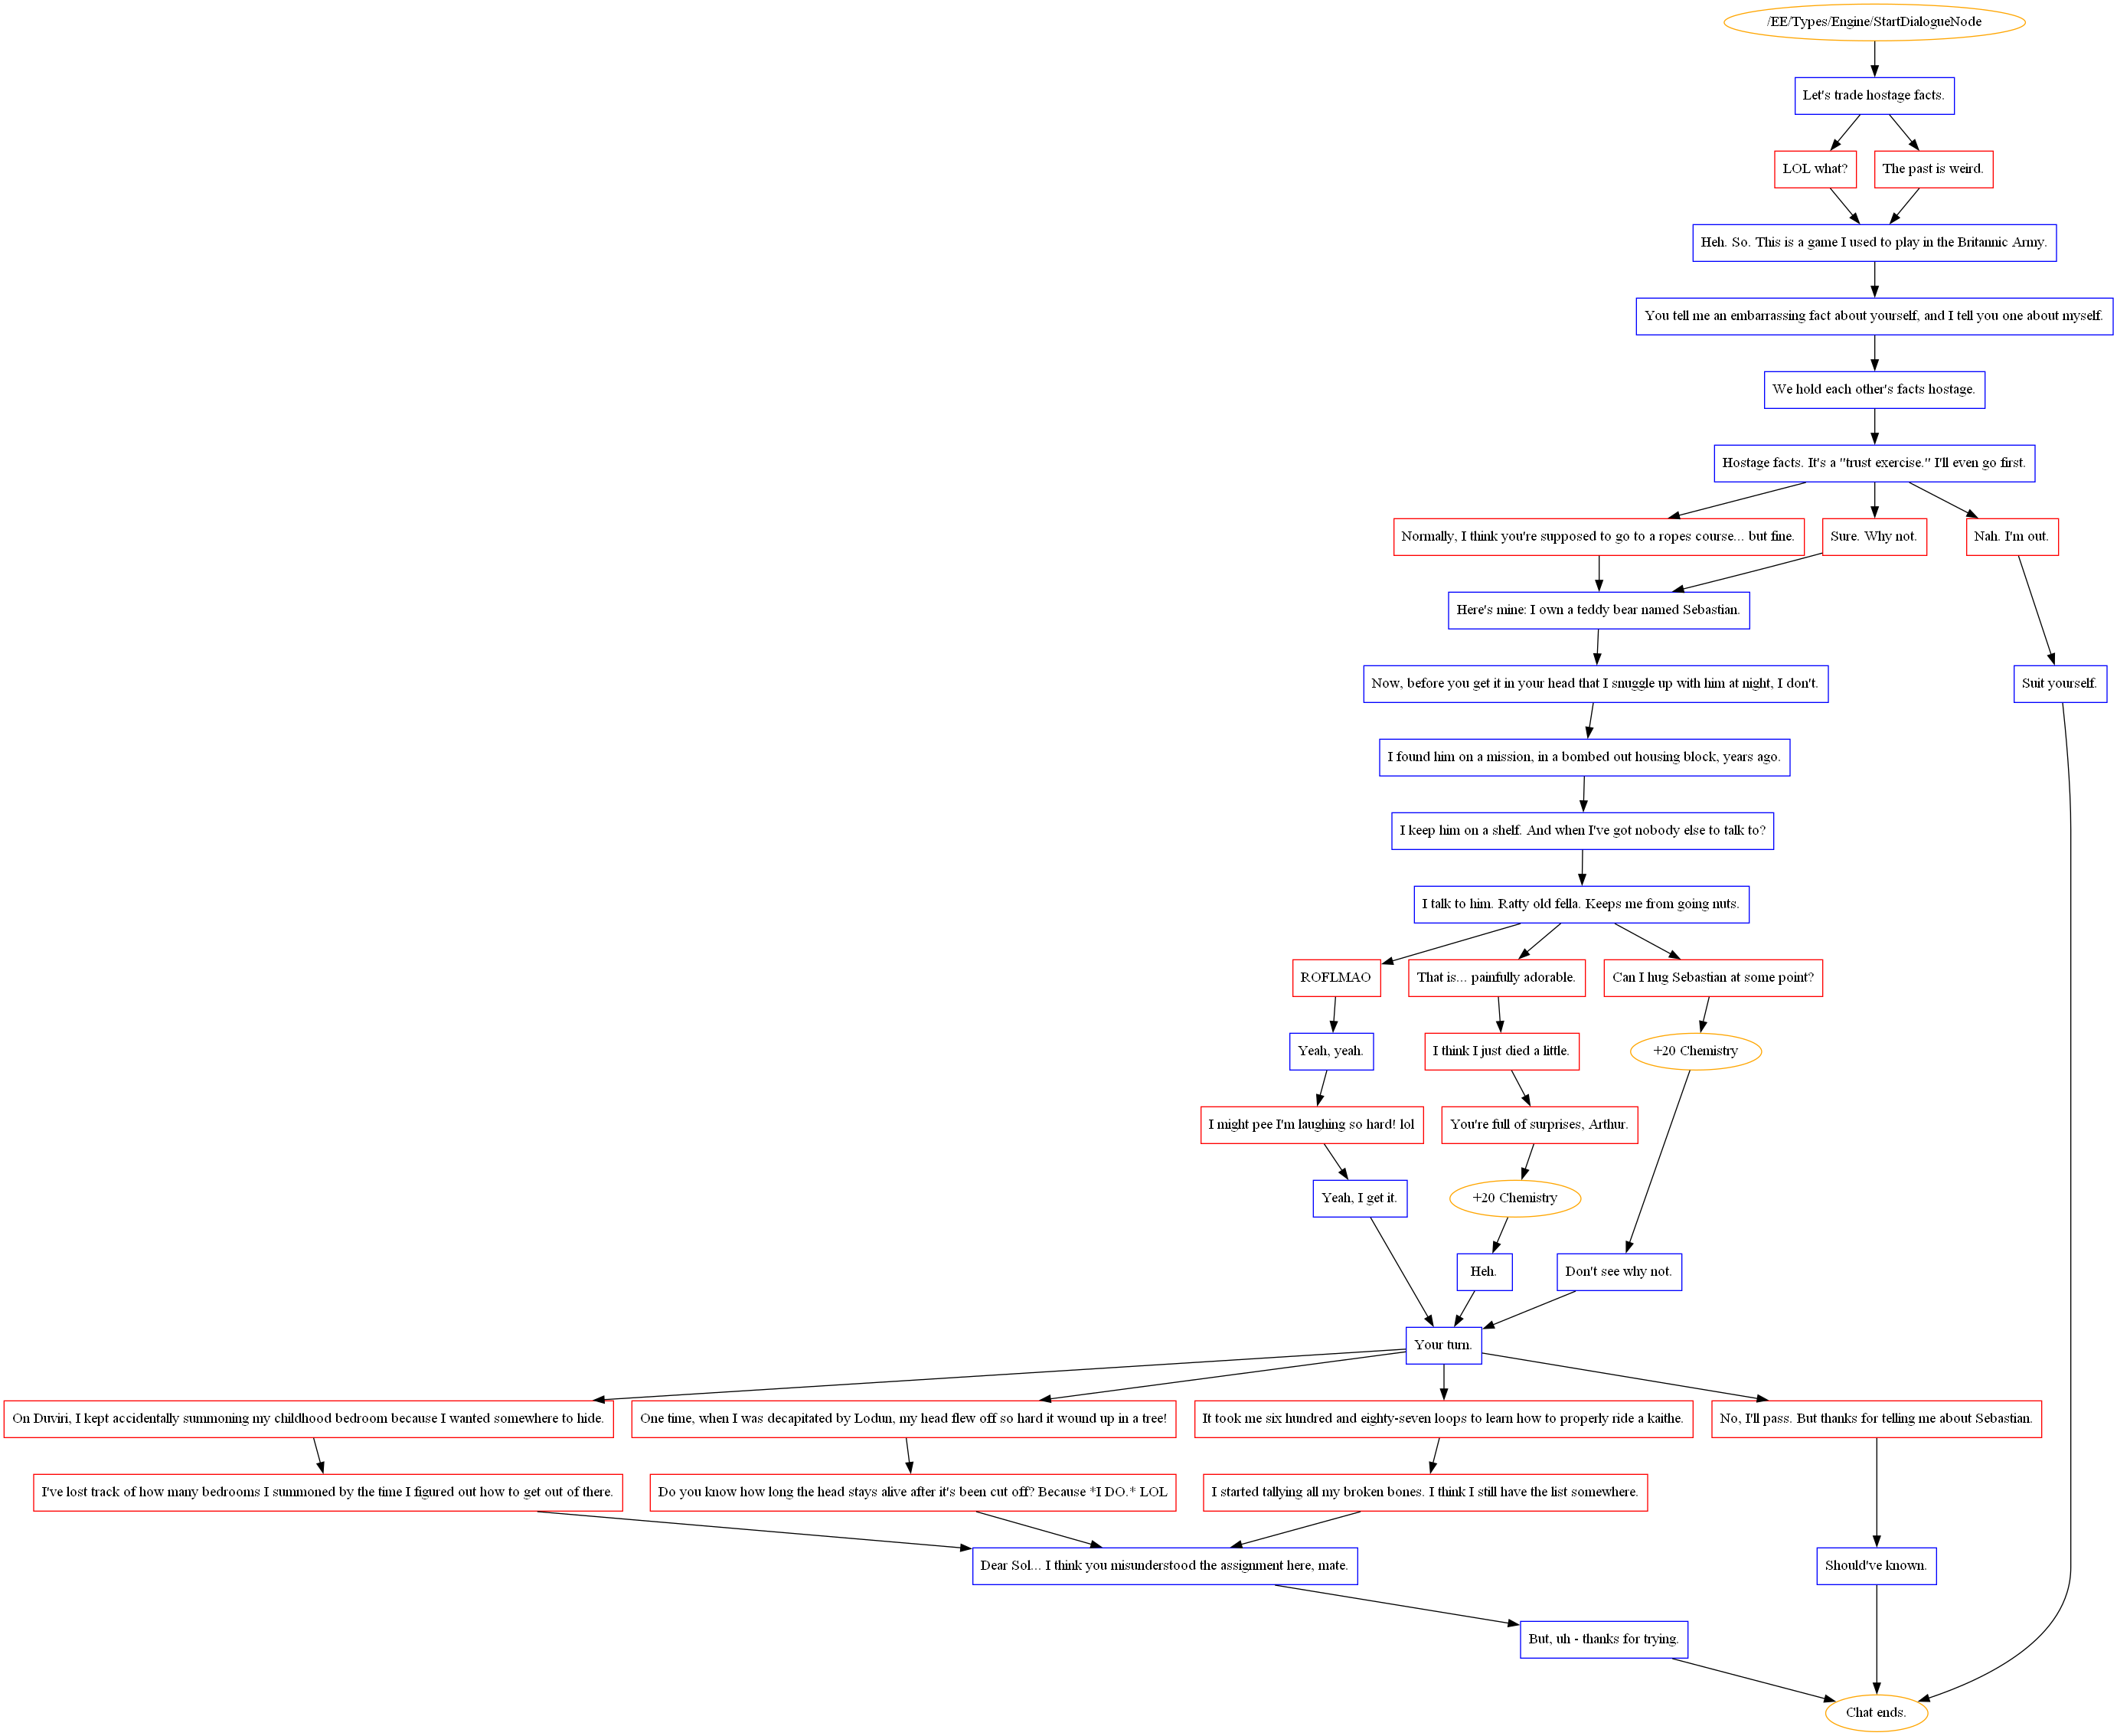 /EE/Types/Engine/StartDialogueNode
Let's trade hostage facts.
LOL what?
The past is weird.
Heh. So. This is a game I used to play in the Britannic Army.
You tell me an embarrassing fact about yourself, and I tell you one about myself.
We hold each other's facts hostage.
Hostage facts. It's a "trust exercise." I'll even go first.
Normally, I think you're supposed to go to a ropes course... but fine.
Sure. Why not.
Nah. I'm out.
Here's mine: I own a teddy bear named Sebastian.
Now, before you get it in your head that I snuggle up with him at night, I don't.
Suit yourself.
I found him on a mission, in a bombed out housing block, years ago.
I keep him on a shelf. And when I've got nobody else to talk to?
I talk to him. Ratty old fella. Keeps me from going nuts.
ROFLMAO
That is... painfully adorable.
Can I hug Sebastian at some point?
Yeah, yeah.
I think I just died a little.
+20 Chemistry
I might pee I'm laughing so hard! lol
You're full of surprises, Arthur.
Yeah, I get it.
+20 Chemistry
Heh.
Don't see why not.
Your turn.
On Duviri, I kept accidentally summoning my childhood bedroom because I wanted somewhere to hide.
One time, when I was decapitated by Lodun, my head flew off so hard it wound up in a tree!
It took me six hundred and eighty-seven loops to learn how to properly ride a kaithe.
No, I'll pass. But thanks for telling me about Sebastian.
I've lost track of how many bedrooms I summoned by the time I figured out how to get out of there.
Do you know how long the head stays alive after it's been cut off? Because *I DO.* LOL
I started tallying all my broken bones. I think I still have the list somewhere.
Dear Sol... I think you misunderstood the assignment here, mate.
Should've known.
But, uh - thanks for trying.
Chat ends.